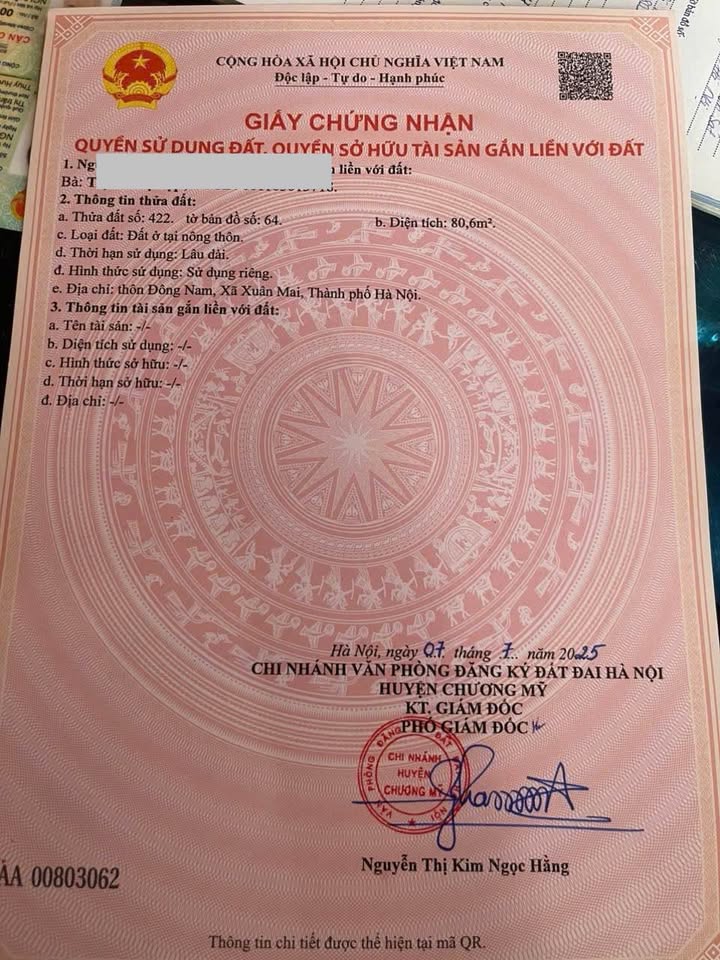 CỘNG HÒA XÃ HỘI CHỦ NGHĨA VIỆT NAM
Độc lập - Tự do - Hạnh phúc
GIẤY CHỨNG NHẬN
QUYỀN SỬ DỤNG ĐẤT, QUYỀN SỞ HỮU TÀI SẢN GẮN LIỀN VỚI ĐẤT
1. Ng liền với đất:
Bà: T
2. Thông tin thửa đất:
a. Thửa đất số: 422. tờ bản đồ số: 64. b. Diện tích: 80,6m².
c. Loại đất: Đất ở tại nông thôn.
d. Thời hạn sử dụng: Lâu dài.
đ. Hình thức sử dụng: Sử dụng riêng.
e. Địa chỉ: thôn Đông Nam, Xã Xuân Mai, Thành phố Hà Nội.
3. Thông tin tài sản gắn liền với đất:
a. Tên tài sản: -/-
b. Diện tích sử dụng: -/-
c. Hình thức sở hữu: -/-
d. Thời hạn sở hữu: -/-
đ. Địa chỉ: -/-
Hà Nội, ngày 07 tháng 7 năm 2025
CHI NHÁNH VĂN PHÒNG ĐĂNG KÝ ĐẤT ĐAI HÀ NỘI
HUYỆN CHƯƠNG MỸ
KT. GIÁM ĐỐC
PHÓ GIÁM ĐỐC
CHI NHÁNH
HUYỆN
CHƯƠNG MỸ
Nguyễn Thị Kim Ngọc Hằng
AA 00803062
Thông tin chi tiết được thể hiện tại mã QR.